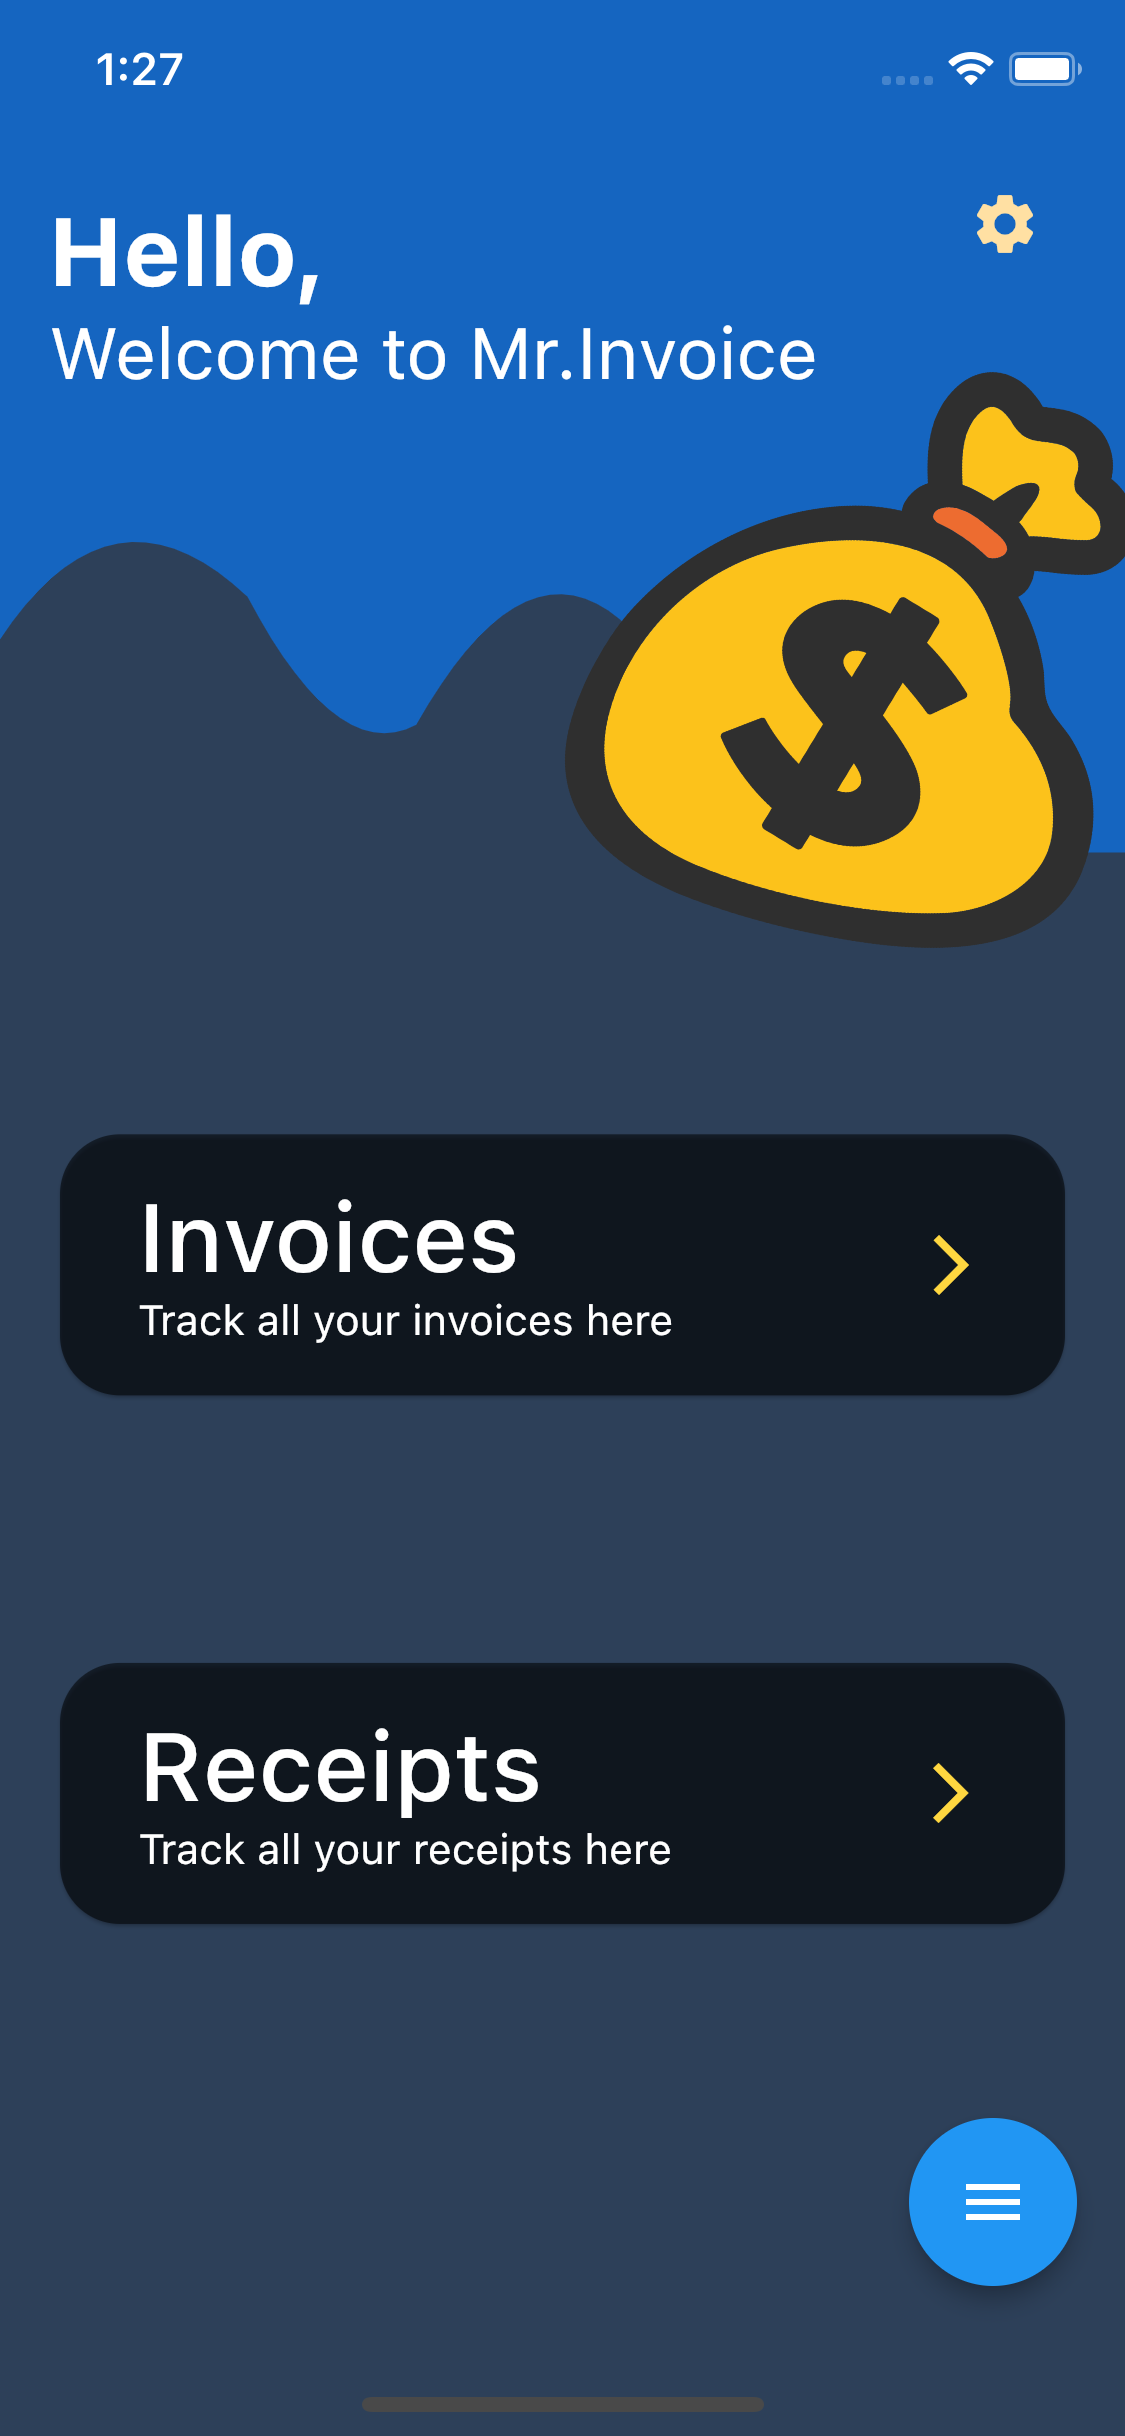 1:27
Hello,
Welcome to Mr.Invoice
$
Invoices
Track all your invoices here
Receipts
Track all your receipts here